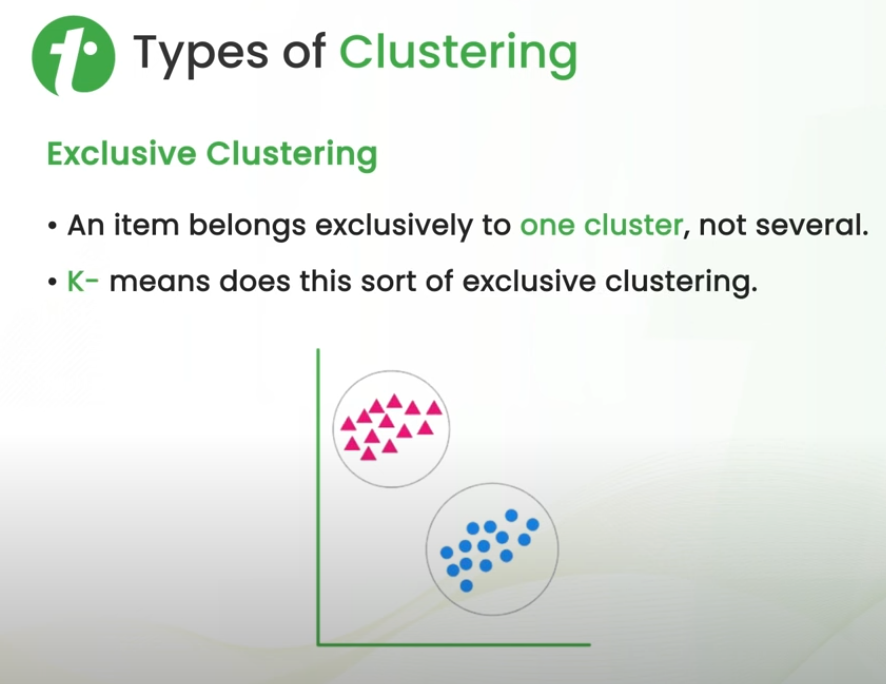 Types of Clustering
Exclusive Clustering
• An item belongs exclusively to one cluster, not several.
• K- means does this sort of exclusive clustering.